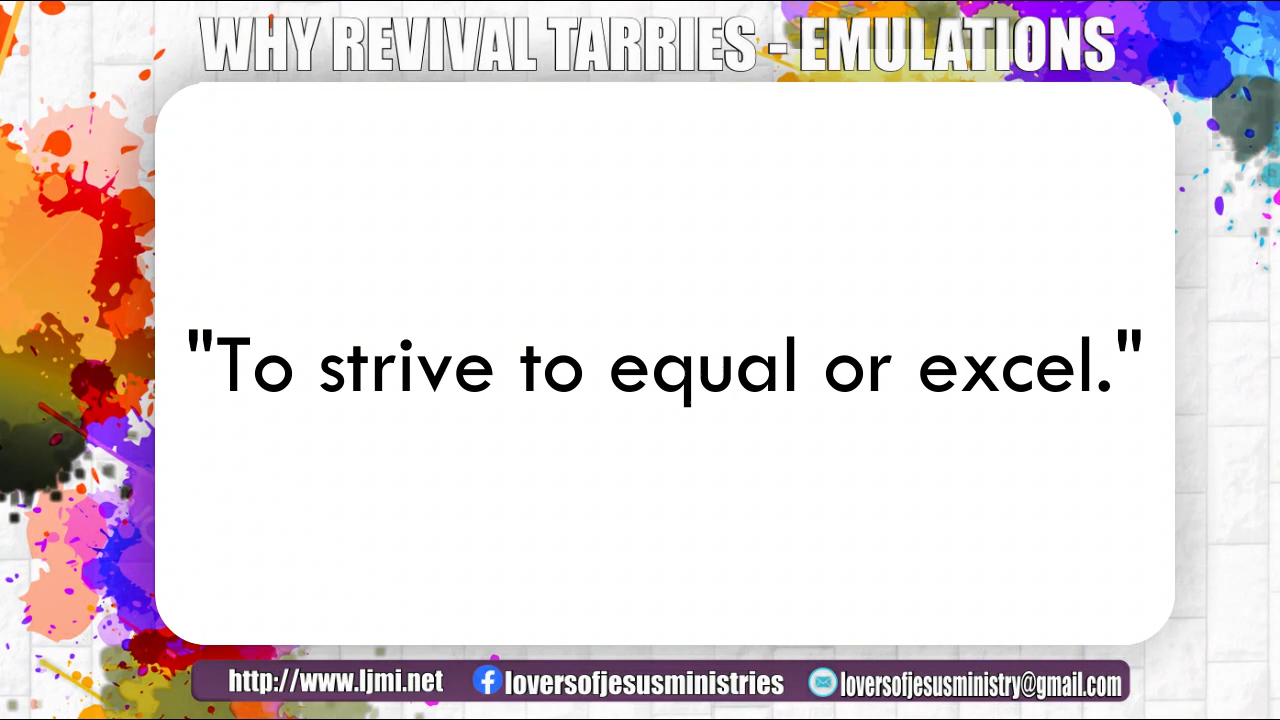 WHY REVIVAL TARRIES - EMULATIONS
"To strive to equal or excel."
http://www.ljmi.net loversofjesusministries loversofjesusministry@gmail.com